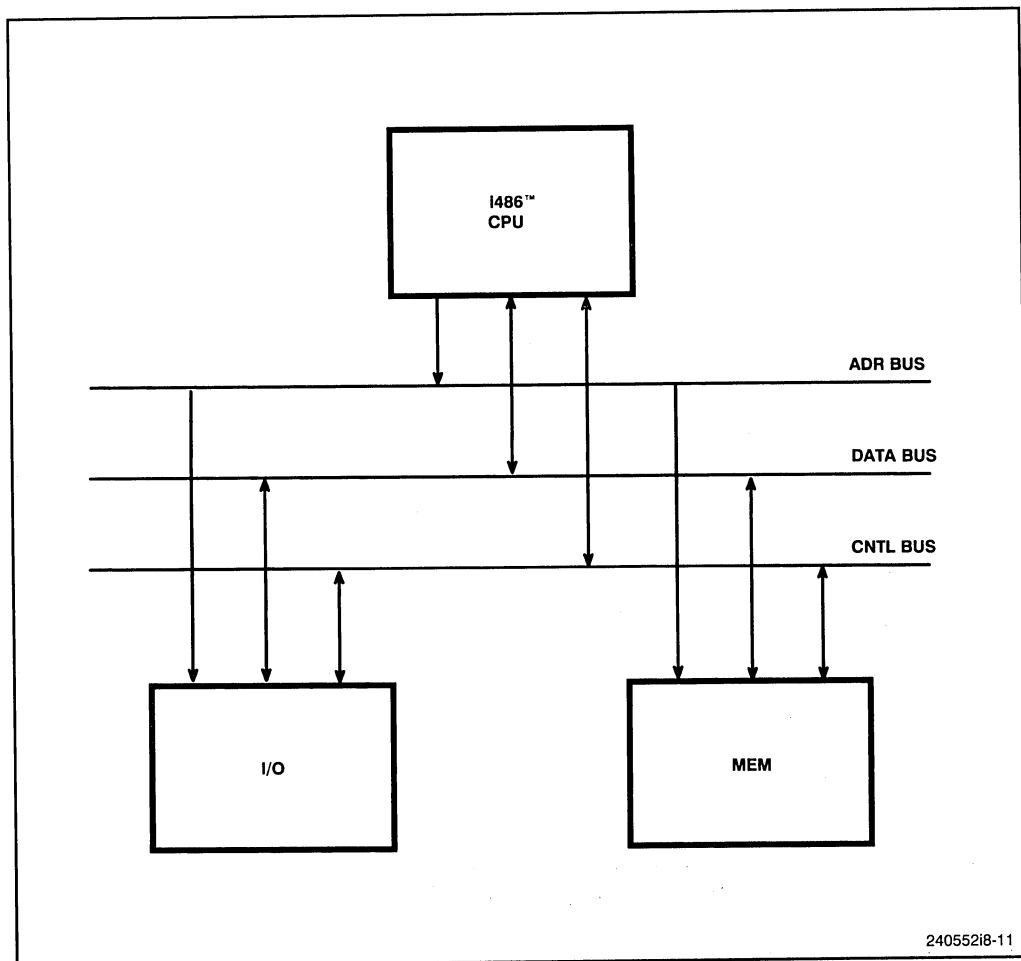 i486™
CPU
ADR BUS
DATA BUS
CNTL BUS
I/O
MEM
240552i8-11